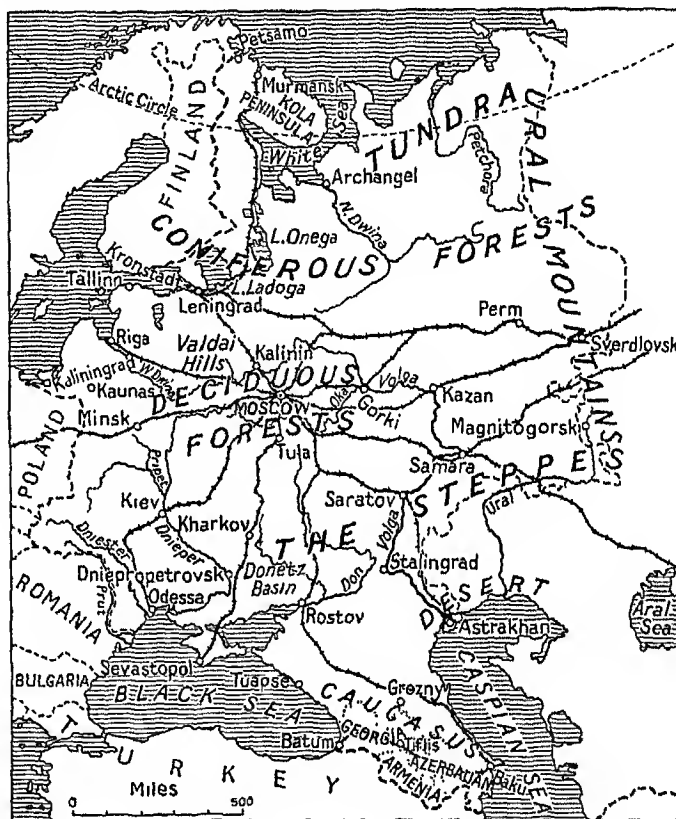 Petsamo
Murmansk
Arctic Circle
KOLA
PENINSULA
FINLAND
White Sea
TUNDRA
Petchora
URAL MOUNTAINS
Archangel
N. Dwina
CONIFEROUS FORESTS
L. Onega
Kronstadt
Tallinn
L. Ladoga
Leningrad
Perm
Sverdlovsk
Riga
Valdai
Hills
Kalinin
Kaliningrad
W. Dwina
Kaunas
DECIDUOUS
FORESTS
Volga
Moscow
Oka
Gorki
Kazan
Minsk
Magnitogorsk
POLAND
Tula
Samara
Pripet
THE STEPPE
Saratov
Ural
Kiev
Kharkov
Dnieper
Volga
Dniester
Stalingrad
Dniepropetrovsk
Donetz
Basin
Don
DESERT
Odessa
Prut
ROMANIA
Rostov
Astrakhan
Aral
Sea
Sevastopol
BULGARIA
BLACK SEA
Tuapse
Grozny
CAUCASUS
CASPIAN SEA
GEORGIA
Tiflis
Batum
AZERBAIJAN
Baku
ARMENIA
TURKEY
Miles
0 500